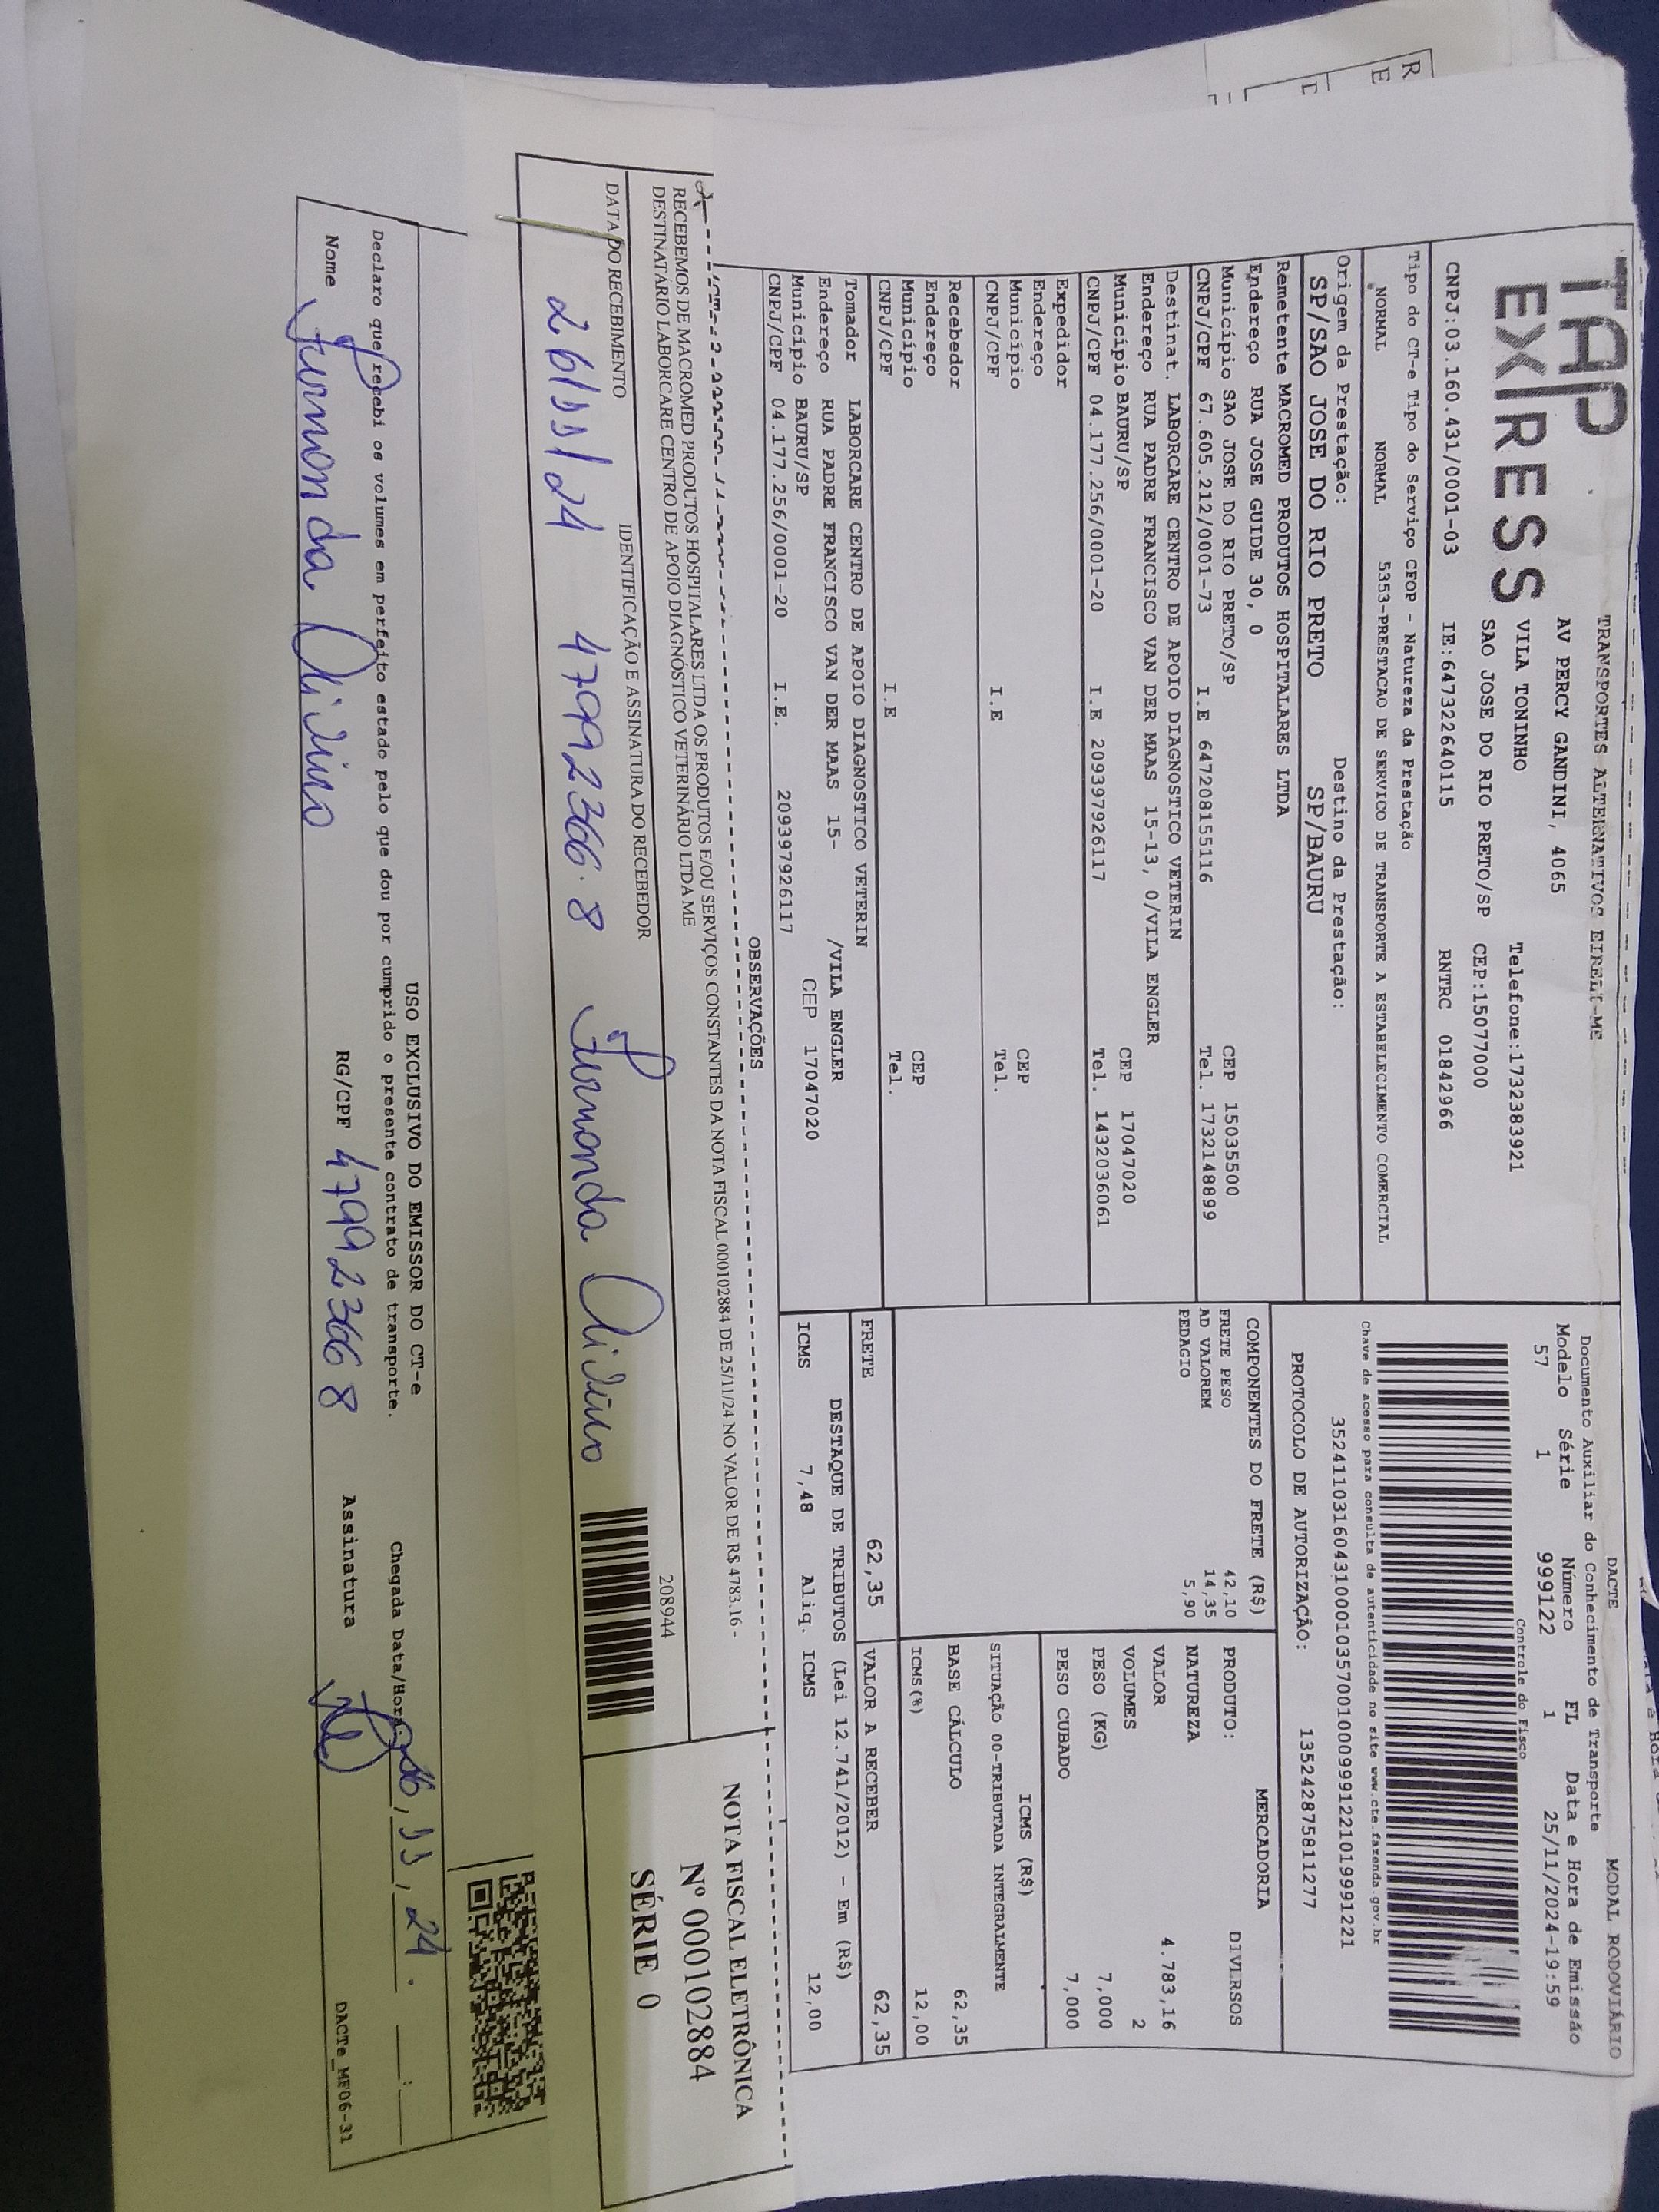 TAP
EXPRESS
TRANSPORTES ALTERNATIVOS EIRELI-ME
AV PERCY GANDINI, 4065
VILA TONINHO Telefone:1732383921
SAO JOSE DO RIO PRETO/SP CEP:15077000
CNPJ:03.160.431/0001-03 IE:647322640115 RNTRC 01842966
DACTE MODAL RODOVIÁRIO
Documento Auxiliar do Conhecimento de Transporte
Modelo Série Número FL Data e Hora de Emissão
57 1 999122 1 25/11/2024-19:59
Controle do Fisco
Chave de acesso para consulta de autenticidade no site www.cte.fazenda.gov.br
35241103160431000103570010009991221019991221
PROTOCOLO DE AUTORIZAÇÃO: 135242875811277
Tipo do CT-e Tipo do Serviço CFOP - Natureza da Prestação
NORMAL NORMAL 5353-PRESTACAO DE SERVICO DE TRANSPORTE A ESTABELECIMENTO COMERCIAL
Origem da Prestação: Destino da Prestação:
SP/SAO JOSE DO RIO PRETO SP/BAURU
Remetente MACROMED PRODUTOS HOSPITALARES LTDA
Endereço RUA JOSE GUIDE 30, 0
Município SAO JOSE DO RIO PRETO/SP CEP 15035500
CNPJ/CPF 67.605.212/0001-73 I.E 647208155116 Tel. 1732148899
Destinat. LABORCARE CENTRO DE APOIO DIAGNOSTICO VETERIN
Endereço RUA PADRE FRANCISCO VAN DER MAAS 15-13, 0/VILA ENGLER
Município BAURU/SP CEP 17047020
CNPJ/CPF 04.177.256/0001-20 I.E 209397926117 Tel. 1432036061
Expedidor
Endereço
Município CEP
CNPJ/CPF I.E Tel.
Recebedor
Endereço
Município CEP
CNPJ/CPF I.E Tel.
Tomador LABORCARE CENTRO DE APOIO DIAGNOSTICO VETERIN
Endereço RUA PADRE FRANCISCO VAN DER MAAS 15- /VILA ENGLER
Município BAURU/SP CEP 17047020
CNPJ/CPF 04.177.256/0001-20 I.E. 209397926117
COMPONENTES DO FRETE (R$)
FRETE PESO 42,10
AD VALOREM 14,35
PEDAGIO 5,90
MERCADORIA
PRODUTO: DIVERSOS
NATUREZA
VALOR 4.783,16
VOLUMES 2
PESO (KG) 7,000
PESO CUBADO 7,000
ICMS (R$)
SITUAÇÃO 00-TRIBUTADA INTEGRALMENTE
BASE CÁLCULO 62,35
ICMS(%) 12,00
FRETE 62,35 VALOR A RECEBER 62,35
DESTAQUE DE TRIBUTOS (Lei 12.741/2012) - Em (R$)
ICMS 7,48 Aliq. ICMS 12,00
OBSERVAÇÕES
RECEBEMOS DE MACROMED PRODUTOS HOSPITALARES LTDA OS PRODUTOS E/OU SERVIÇOS CONSTANTES DA NOTA FISCAL 000102884 DE 25/11/24 NO VALOR DE R$ 4783.16 -
DESTINATÁRIO LABORCARE CENTRO DE APOIO DIAGNÓSTICO VETERINÁRIO LTDA ME
208944
DATA DO RECEBIMENTO IDENTIFICAÇÃO E ASSINATURA DO RECEBEDOR
26/11/24 47992366.8 Fernanda
NOTA FISCAL ELETRÔNICA
Nº 000102884
SÉRIE 0
USO EXCLUSIVO DO EMISSOR DO CT-e
Declaro que recebi os volumes em perfeito estado pelo que dou por cumprido o presente contrato de transporte. Chegada Data/Hora: 26, 11, 24. __:__
Nome Fernanda RG/CPF 47992366 8 Assinatura
DACTe_MF06-31